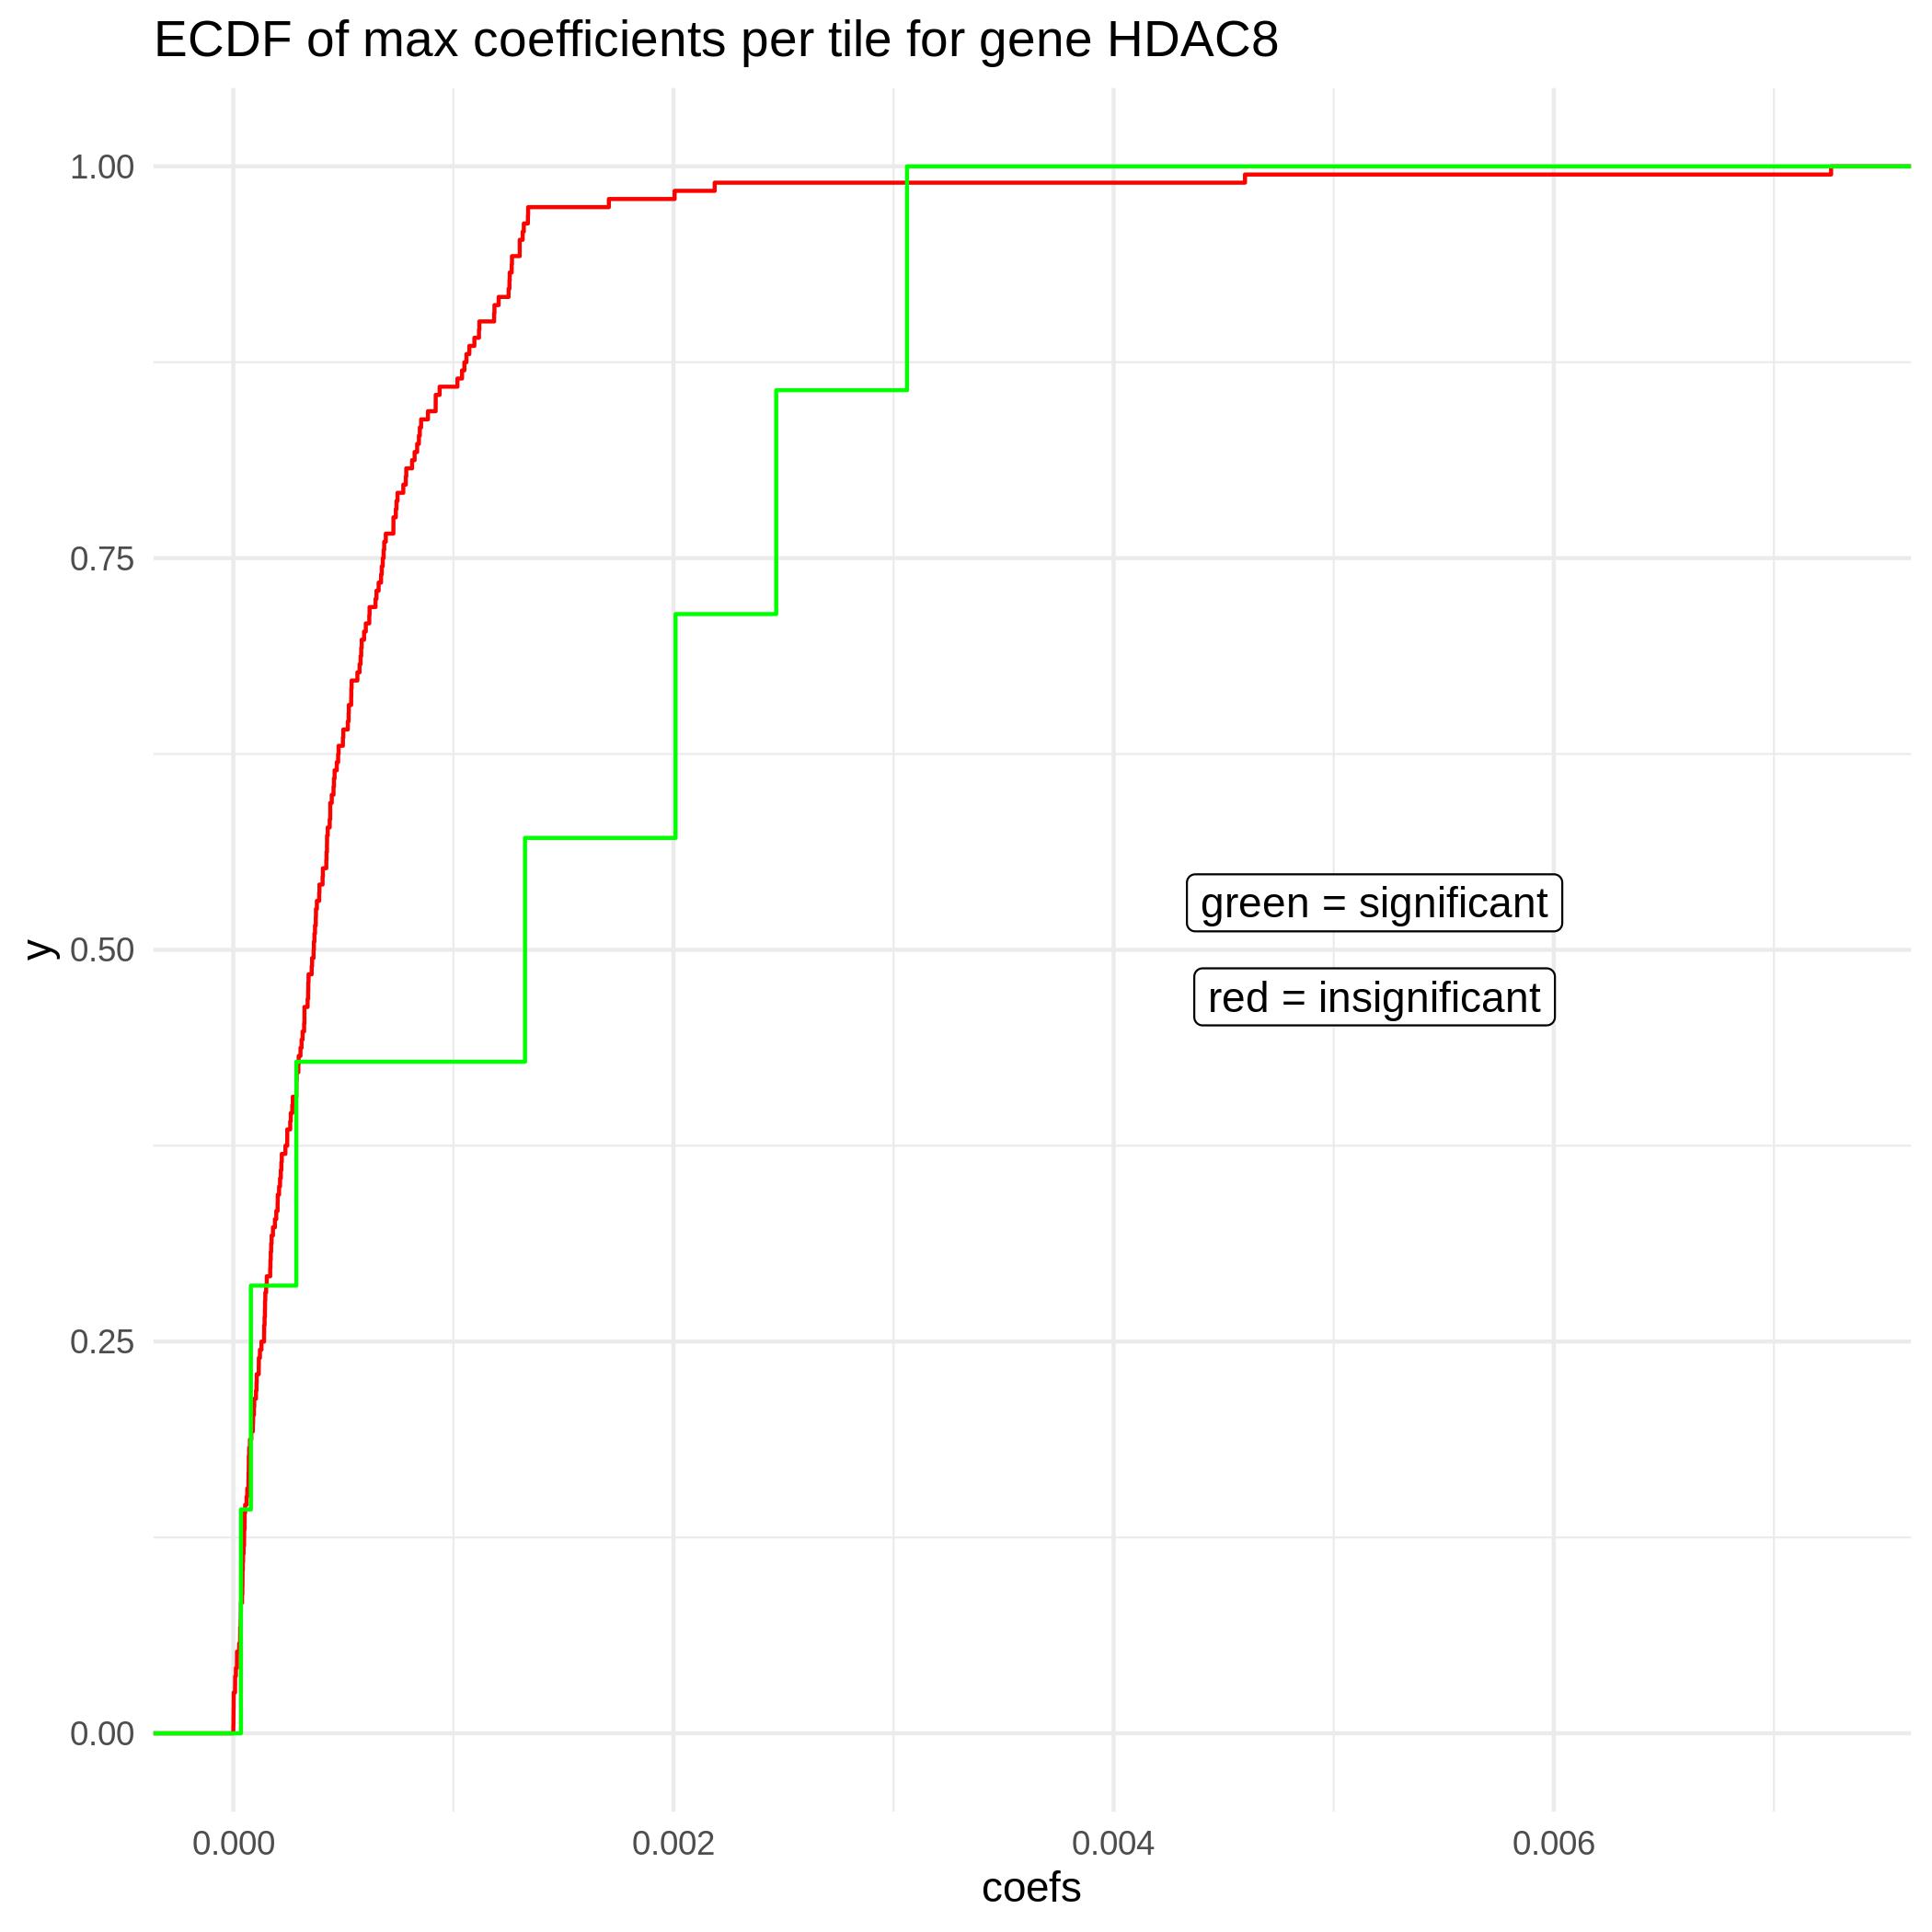 ECDF of max coefficients per tile for gene HDAC8
1.00
0.75
0.50
0.25
0.00
y
green = significant
red = insignificant
0.000 0.002 0.004 0.006
coefs